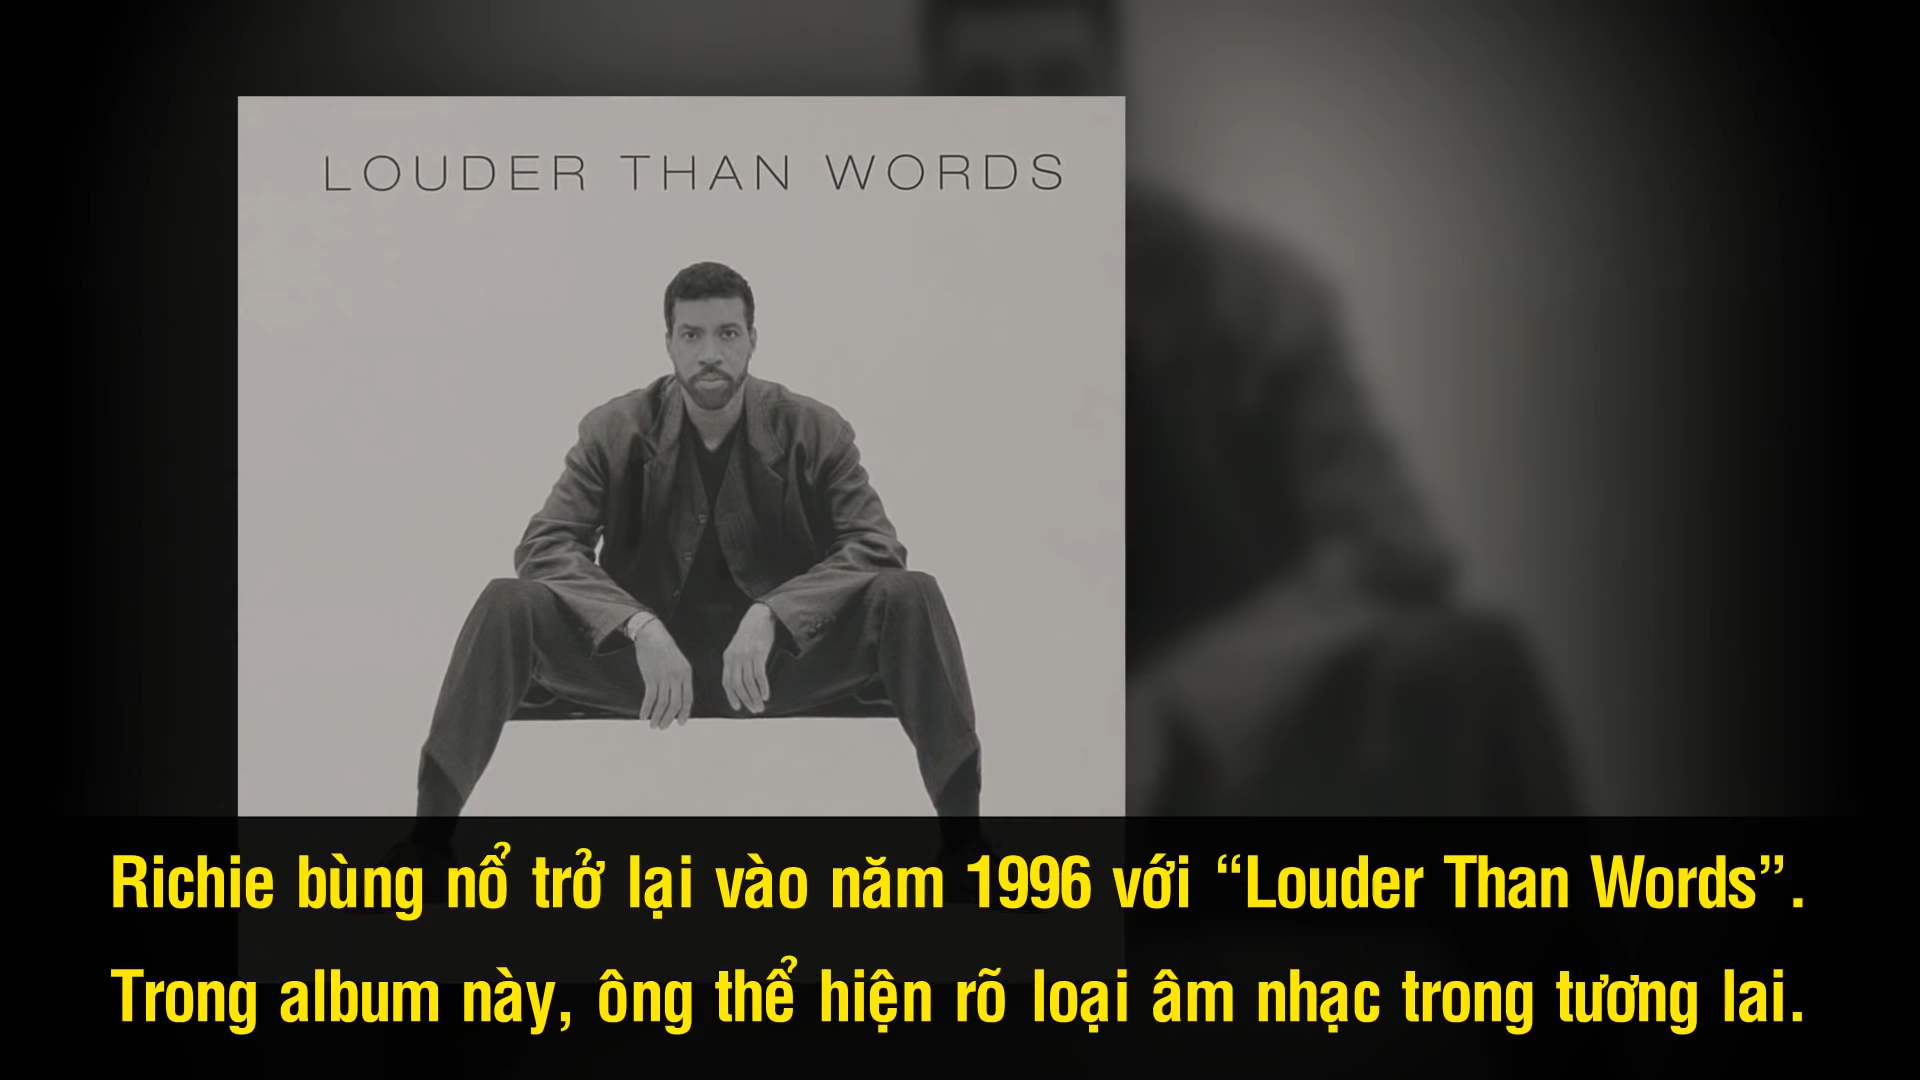 LOUDER THAN WORDS
Richie bùng nổ trở lại vào năm 1996 với “Louder Than Words”.
Trong album này, ông thể hiện rõ loại âm nhạc trong tương lai.